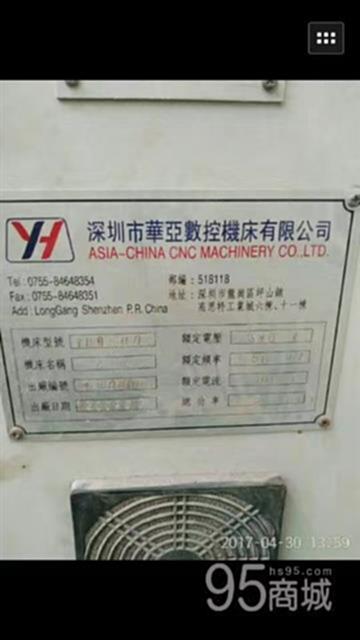 YH
深圳市華亞數控機床有限公司
ASIA-CHINA CNC MACHINERY CO.,LTD.
Tel: 0755-84648354
郵編: 518118
Fax: 0755-84648351
地址: 深圳市龍崗區坪山鎮
Add: LongGang Shenzhen P.R. China
高思特工業城六棟、十一棟
機床型號
額定電壓
機床名稱
額定頻率
出廠編號
額定電流
出廠日期
總功率
2017-04-30 13:59
hs95.com
95商城